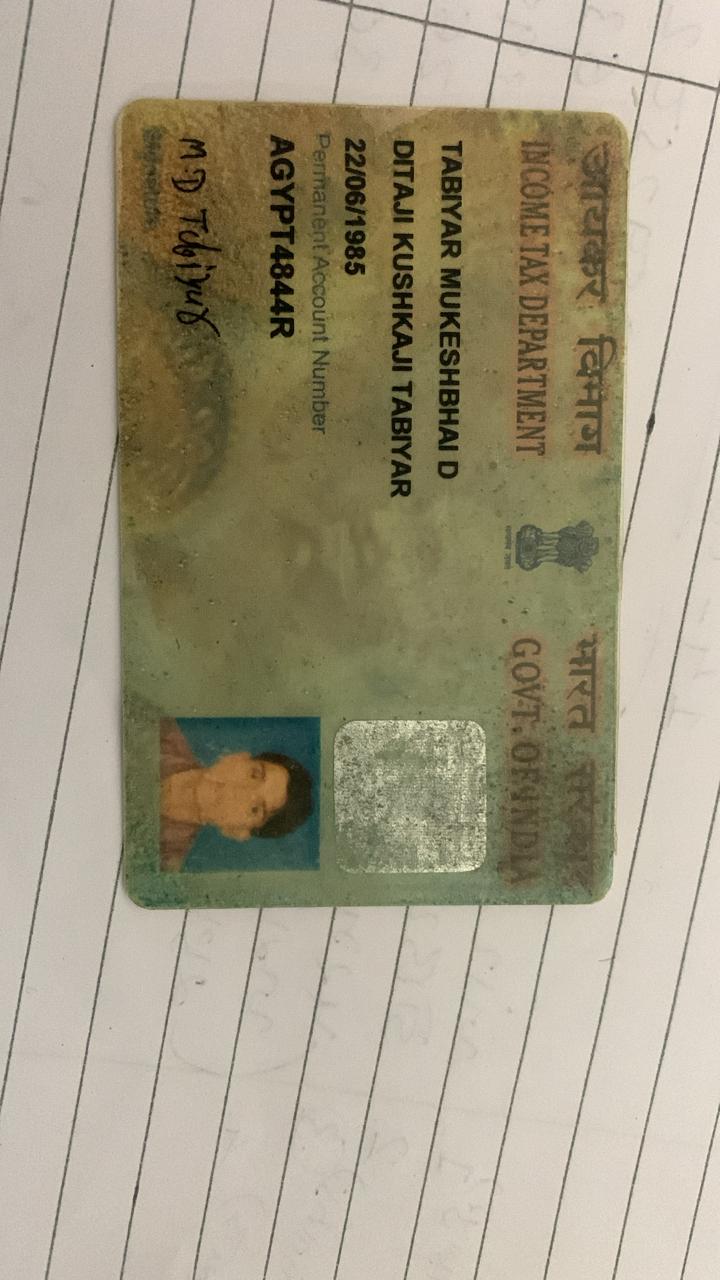 आयकर विभाग
भारत सरकार
INCOME TAX DEPARTMENT
GOVT. OF INDIA
सत्यमेव जयते
TABIYAR MUKESHBHAI D
DITAJI KUSHKAJI TABIYAR
22/06/1985
Permanent Account Number
AGYPT4844R
M.D Tabiyar
Signature